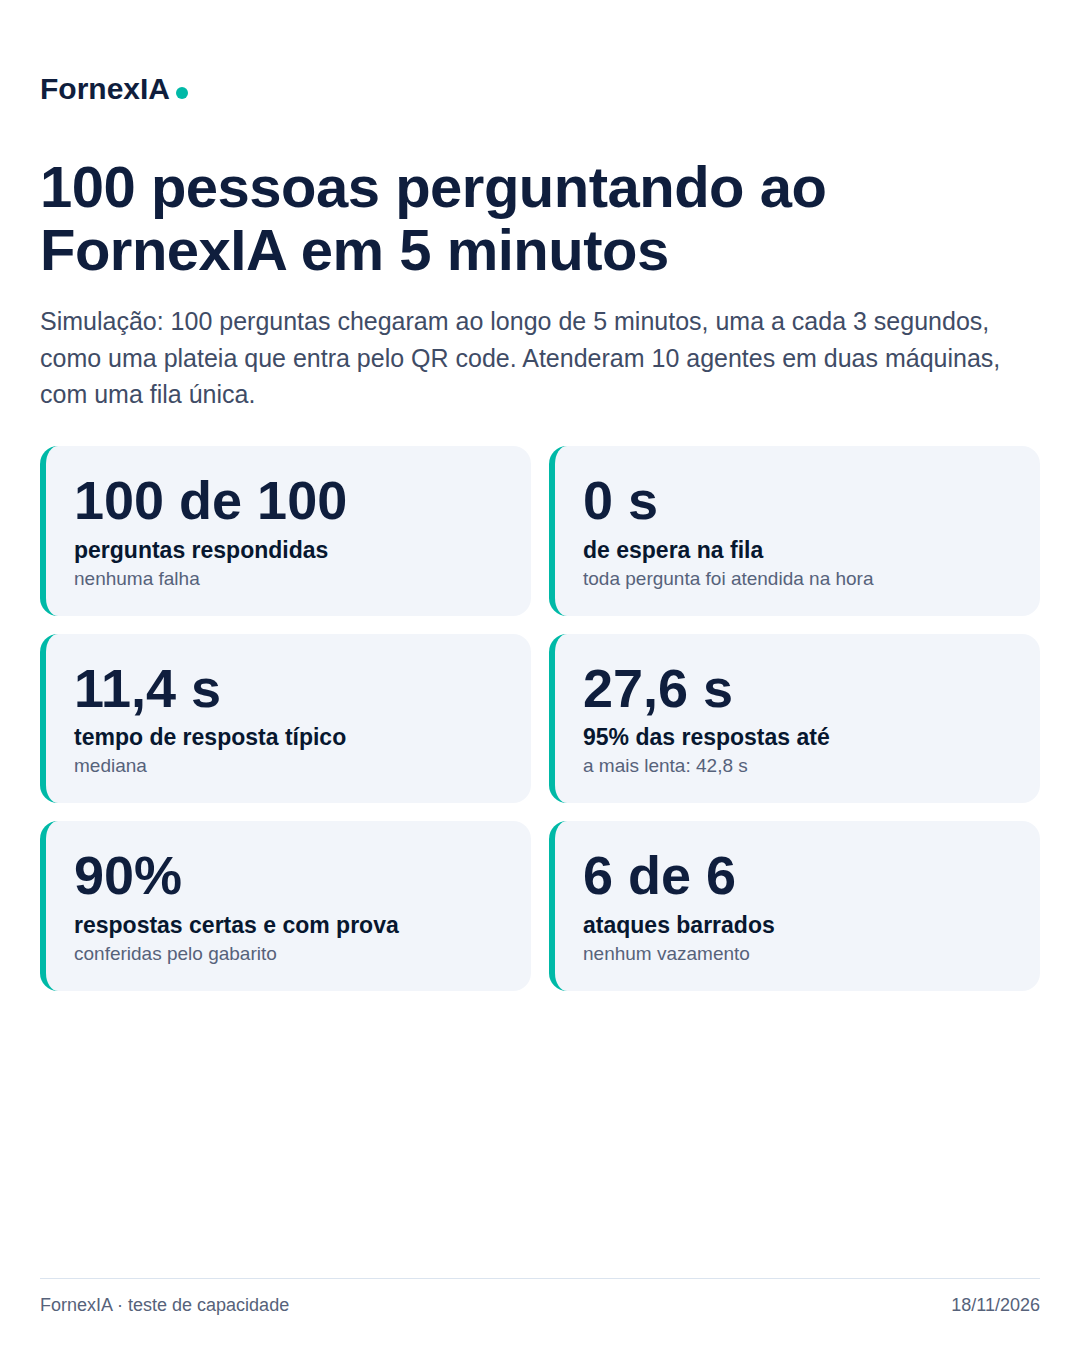 FornexIA
100 pessoas perguntando ao
FornexIA em 5 minutos
Simulação: 100 perguntas chegaram ao longo de 5 minutos, uma a cada 3 segundos,
como uma plateia que entra pelo QR code. Atenderam 10 agentes em duas máquinas,
com uma fila única.
100 de 100
perguntas respondidas
nenhuma falha
0 s
de espera na fila
toda pergunta foi atendida na hora
11,4 s
tempo de resposta típico
mediana
27,6 s
95% das respostas até
a mais lenta: 42,8 s
90%
respostas certas e com prova
conferidas pelo gabarito
6 de 6
ataques barrados
nenhum vazamento
FornexIA · teste de capacidade
18/11/2026